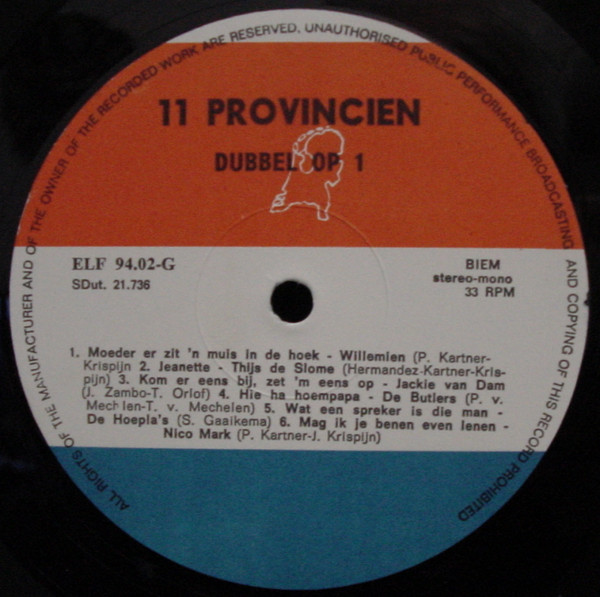 ALL RIGHTS OF THE MANUFACTURER AND OF THE OWNER OF THE RECORDED WORK ARE RESERVED. UNAUTHORISED PUBLIC PERFORMANCE BROADCASTING AND COPYING OF THIS RECORD PROHIBITED
11 PROVINCIEN
DUBBEL OP 1
ELF 94.02-G
SDut. 21.736
BIEM
stereo-mono
33 RPM
1. Moeder er zit 'n muis in de hoek - Willemien (P. Kartner-
Krispijn 2. Jeanette - Thijs de Slome (Hermandez-Kartner-Kris-
pijn) 3. Kom er eens bij, zet 'm eens op - Jackie van Dam
(J. Zambo-T. Orlof) 4. Hie ha hoempapa - De Butlers (P. v.
Mechlen-T. v. Mechelen) 5. Wat een spreker is die man -
De Hoepla's (S. Gaaikema) 6. Mag ik je benen even lenen -
Nico Mark (P. Kartner-J. Krispijn)